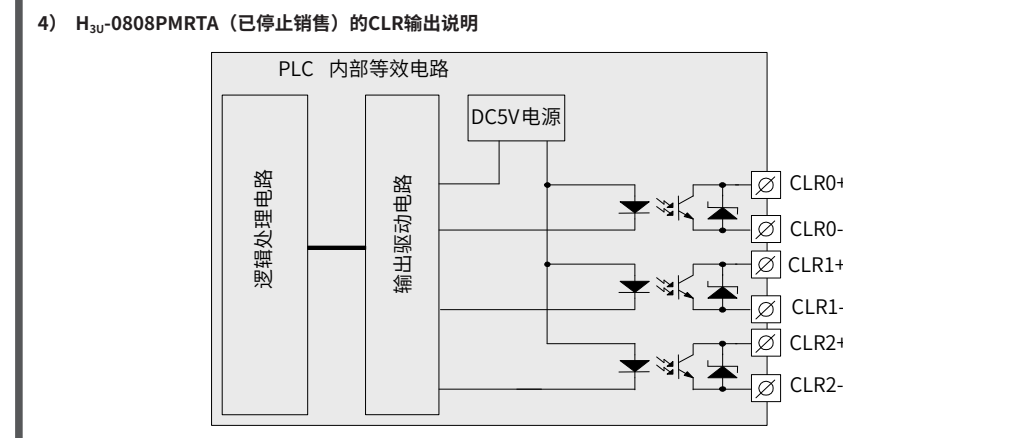 4） H3U-0808PMRTA（已停止销售）的CLR输出说明
PLC 内部等效电路
DC5V电源
逻辑处理电路
输出驱动电路
CLR0+
CLR0-
CLR1+
CLR1-
CLR2+
CLR2-